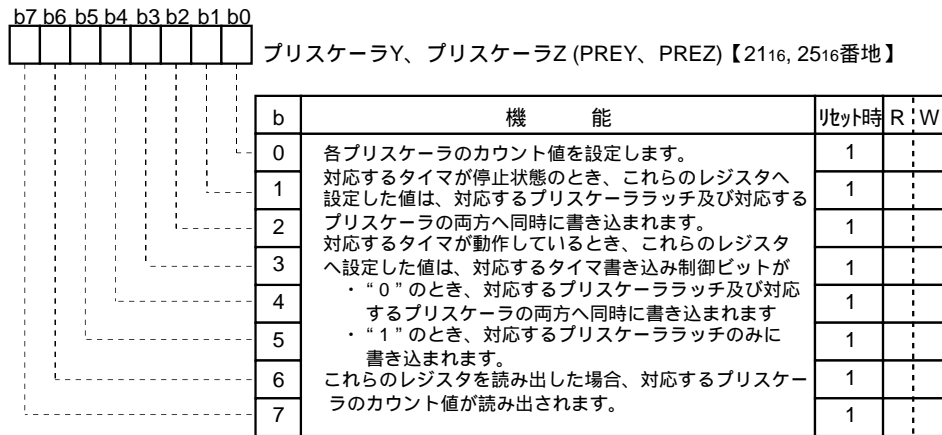 b7 b6 b5 b4 b3 b2 b1 b0
プリスケーラY、プリスケーラZ (PREY、PREZ)【2116, 2516番地】
b 機 能 リセット時 R W
0 各プリスケーラのカウント値を設定します。 1
1 対応するタイマが停止状態のとき、これらのレジスタへ 1
設定した値は、対応するプリスケーララッチ及び対応する
2 プリスケーラの両方へ同時に書き込まれます。 1
対応するタイマが動作しているとき、これらのレジスタ
3 へ設定した値は、対応するタイマ書き込み制御ビットが 1
4 ・“0”のとき、対応するプリスケーララッチ及び対応 1
するプリスケーラの両方へ同時に書き込まれます
5 ・“1”のとき、対応するプリスケーララッチのみに 1
書き込まれます。
6 これらのレジスタを読み出した場合、対応するプリスケー 1
7 ラのカウント値が読み出されます。 1